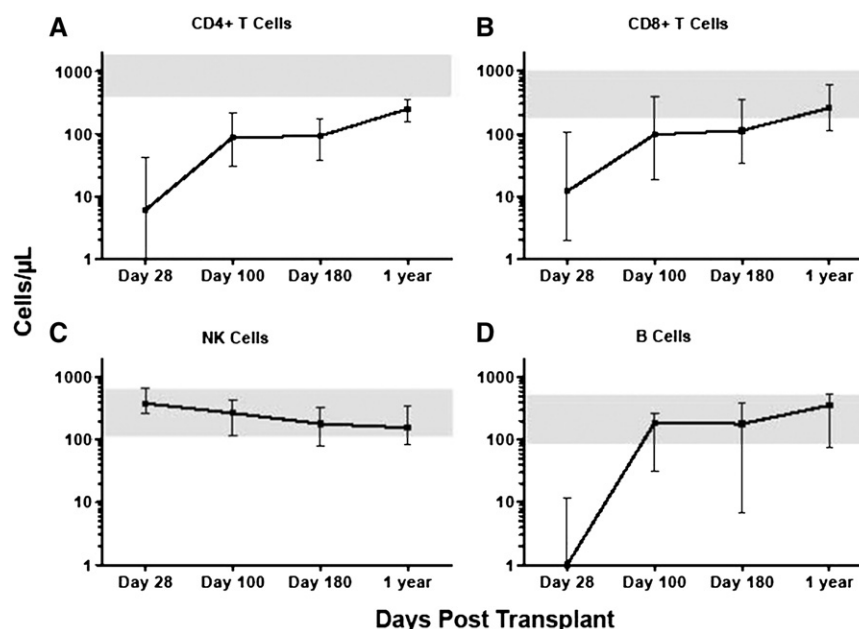 A
CD4+ T Cells
1000
100
10
1
Day 28 Day 100 Day 180 1 year
B
CD8+ T Cells
1000
100
10
1
Day 28 Day 100 Day 180 1 year
Cells/µL
C
NK Cells
1000
100
10
1
Day 28 Day 100 Day 180 1 year
D
B Cells
1000
100
10
1
Day 28 Day 100 Day 180 1 year
Days Post Transplant